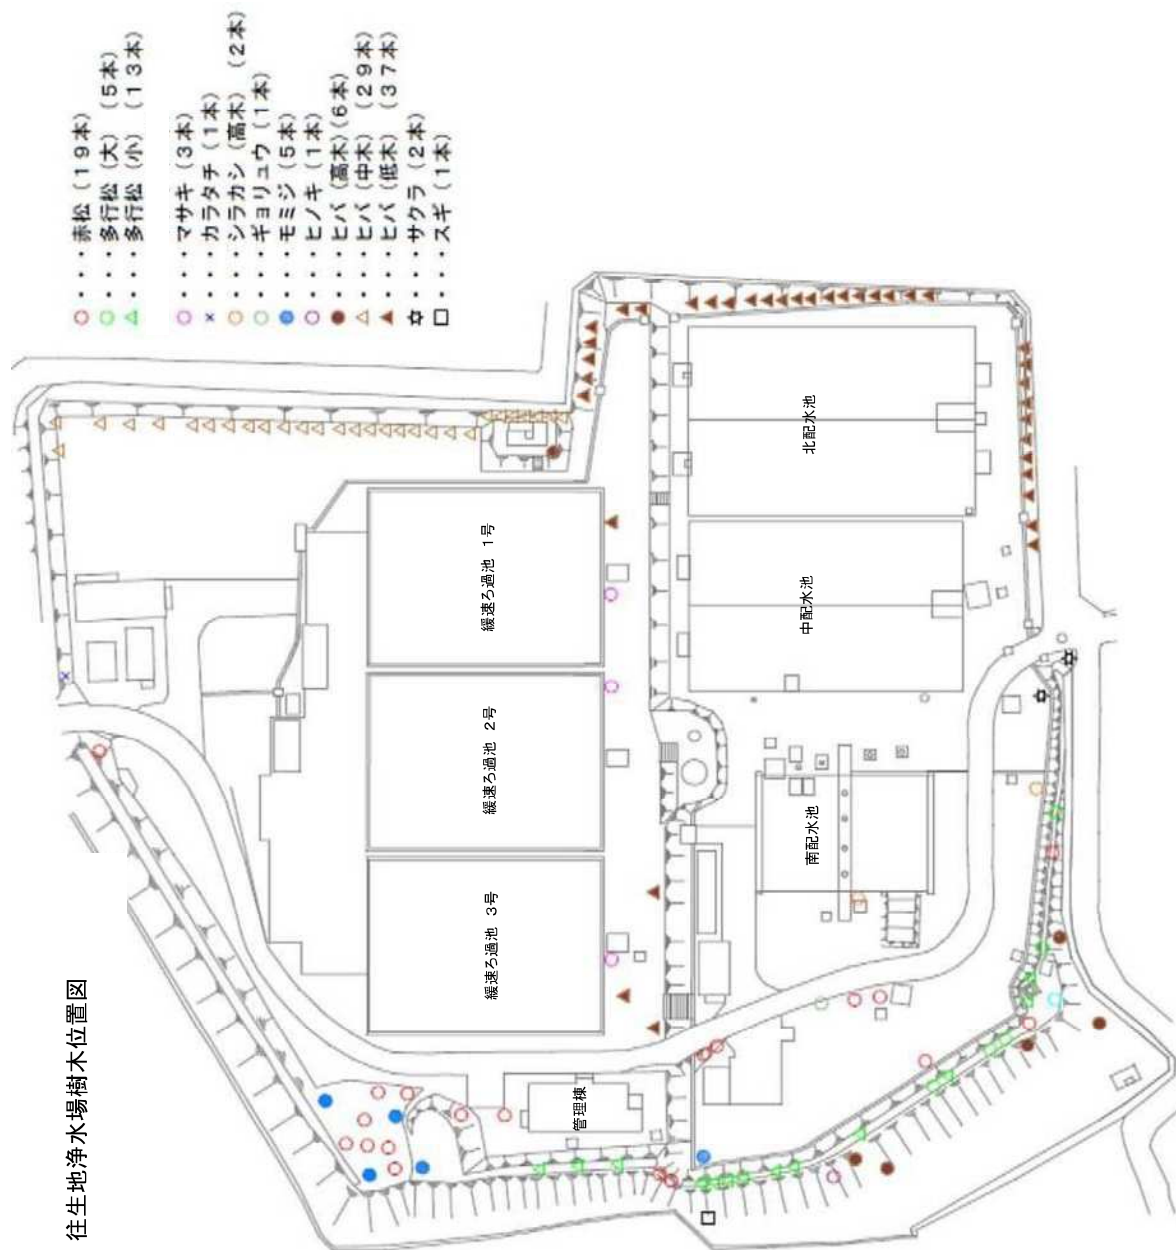 往生地浄水場樹木位置図
・・・赤松（19本）
・・・多行松（大）（5本）
・・・多行松（小）（13本）
・・・マサキ（3本）
・・・カラタチ（1本）
・・・シラカシ（高木）（2本）
・・・ギョリュウ（1本）
・・・モミジ（5本）
・・・ヒノキ（1本）
・・・ヒバ（高木）（6本）
・・・ヒバ（中木）（29本）
・・・ヒバ（低木）（37本）
・・・サクラ（2本）
・・・スギ（1本）
緩速ろ過池 3号
緩速ろ過池 2号
緩速ろ過池 1号
管理棟
南配水池
中配水池
北配水池